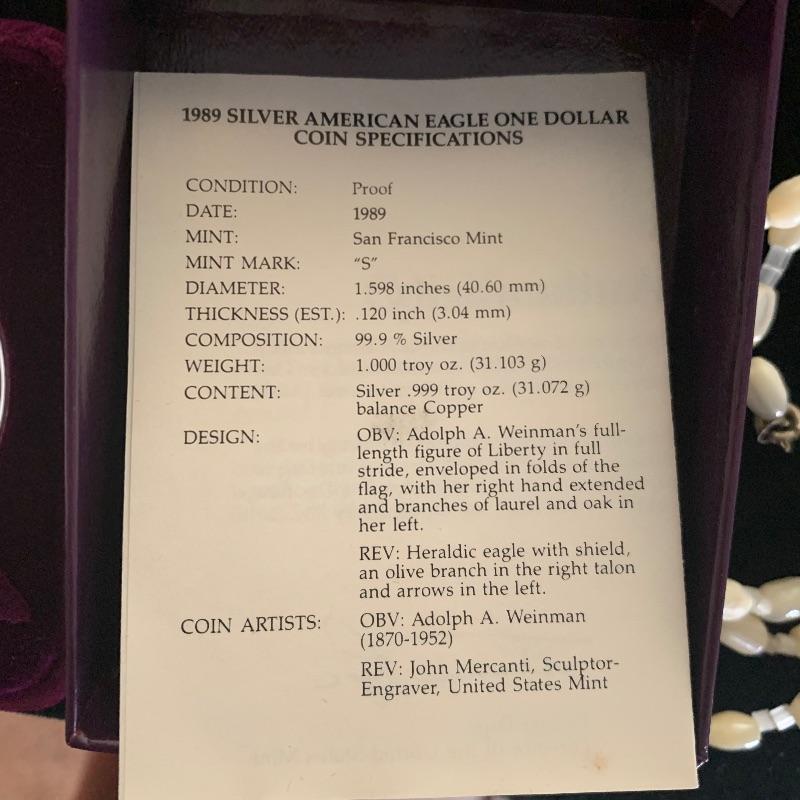 1989 SILVER AMERICAN EAGLE ONE DOLLAR
COIN SPECIFICATIONS
CONDITION: Proof
DATE: 1989
MINT: San Francisco Mint
MINT MARK: “S”
DIAMETER: 1.598 inches (40.60 mm)
THICKNESS (EST.): .120 inch (3.04 mm)
COMPOSITION: 99.9 % Silver
WEIGHT: 1.000 troy oz. (31.103 g)
CONTENT: Silver .999 troy oz. (31.072 g)
balance Copper
DESIGN: OBV: Adolph A. Weinman’s full-
length figure of Liberty in full
stride, enveloped in folds of the
flag, with her right hand extended
and branches of laurel and oak in
her left.
REV: Heraldic eagle with shield,
an olive branch in the right talon
and arrows in the left.
COIN ARTISTS: OBV: Adolph A. Weinman
(1870-1952)
REV: John Mercanti, Sculptor-
Engraver, United States Mint